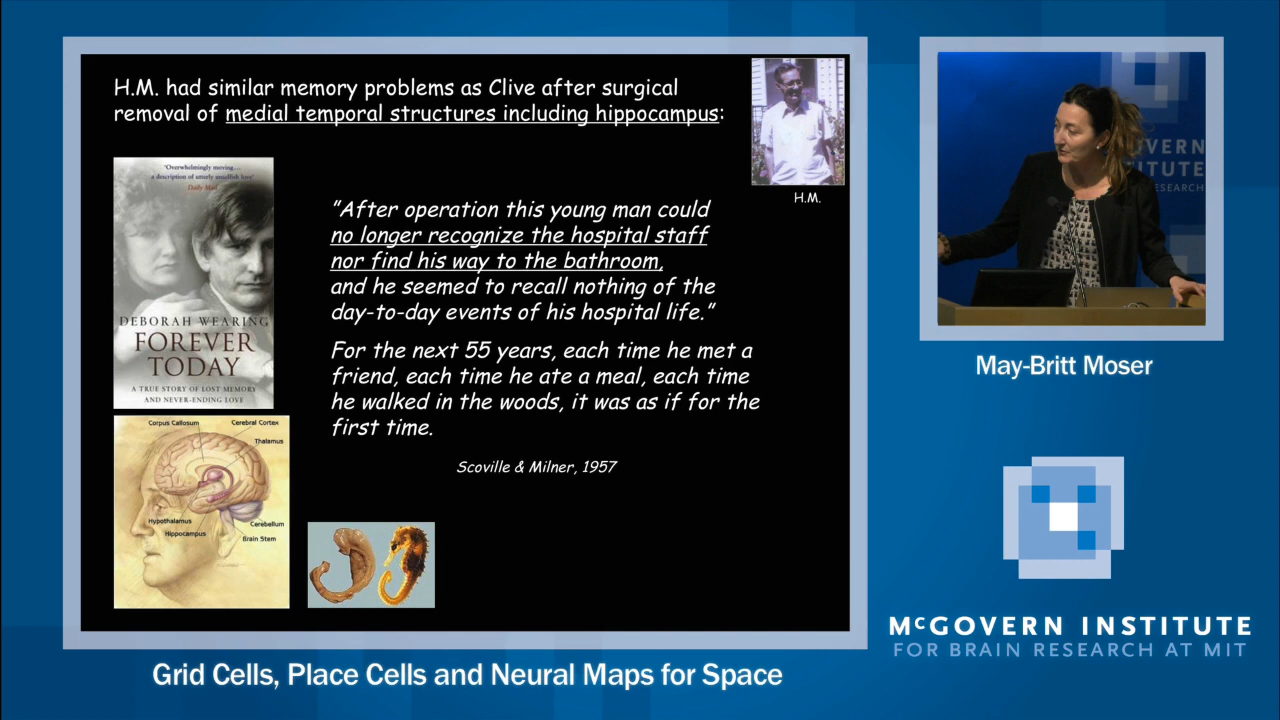 H.M. had similar memory problems as Clive after surgical
removal of medial temporal structures including hippocampus:
H.M.
'Overwhelmingly moving...
a description of utterly unselfish love'
Daily Mail
DEBORAH WEARING
FOREVER
TODAY
A TRUE STORY OF LOST MEMORY
AND NEVER-ENDING LOVE
"After operation this young man could
no longer recognize the hospital staff
nor find his way to the bathroom,
and he seemed to recall nothing of the
day-to-day events of his hospital life."
For the next 55 years, each time he met a
friend, each time he ate a meal, each time
he walked in the woods, it was as if for the
first time.
Scoville & Milner, 1957
Corpus Callosum
Cerebral Cortex
Thalamus
Hypothalamus
Hippocampus
Cerebellum
Brain Stem
Grid Cells, Place Cells and Neural Maps for Space
OVERN
ITUTE
ESEARCH
May-Britt Moser
McGOVERN INSTITUTE
FOR BRAIN RESEARCH AT MIT